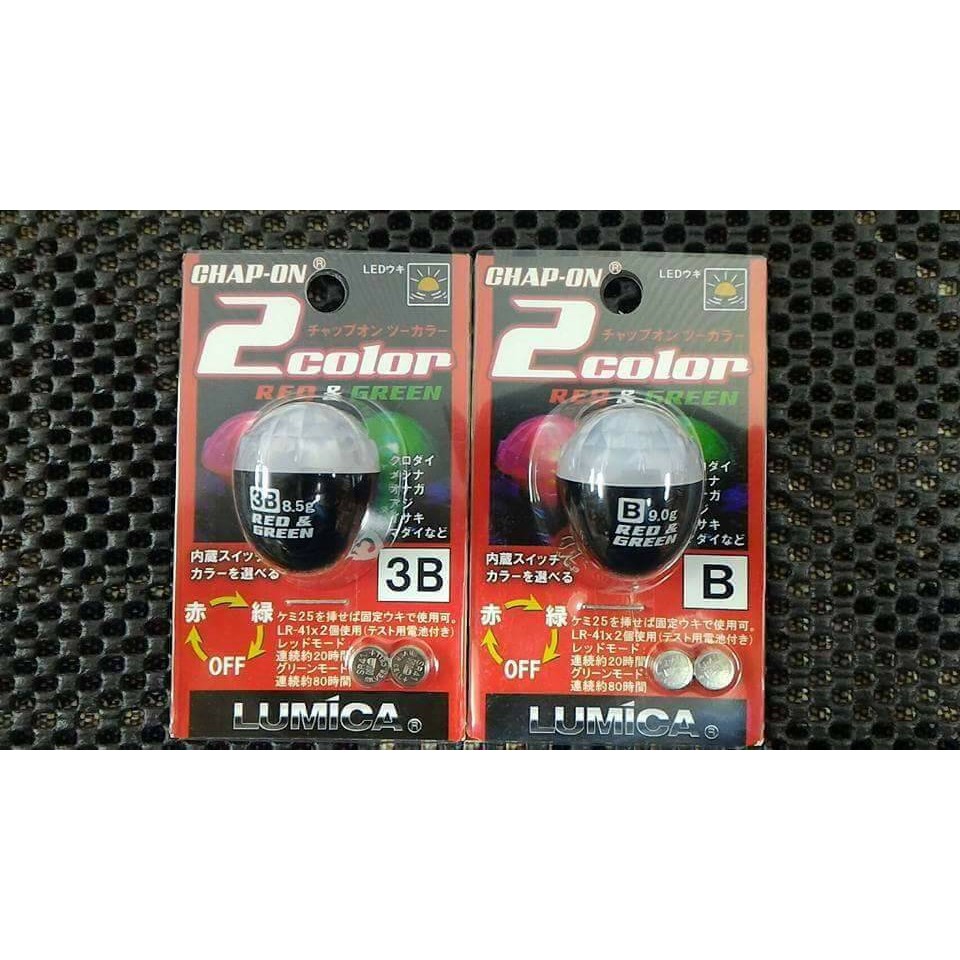 CHAP-ON®
LEDウキ
2color
チャップオン ツーカラー
RED & GREEN
クロダイ
3B 8.5g
RED &
GREEN
ダイなど
内蔵スイッチ
カラーを選べる
3B
赤 緑
OFF
ケミ25を挿せば固定ウキで使用可。
LR-41x2個使用(テスト用電池付き)
レッドモード
連続約20時間
グリーンモード
連続約80時間
LUMICA®
CHAP-ON®
LEDウキ
2color
チャップオン ツーカラー
RED & GREEN
クロダイ
B 9.0g
RED &
GREEN
マダイなど
内蔵スイッチで
カラーを選べる
B
赤 緑
OFF
ケミ25を挿せば固定ウキで使用可。
LR-41x2個使用(テスト用電池付き)
レッドモード
連続約20時間
グリーンモード
連続約80時間
LUMICA®